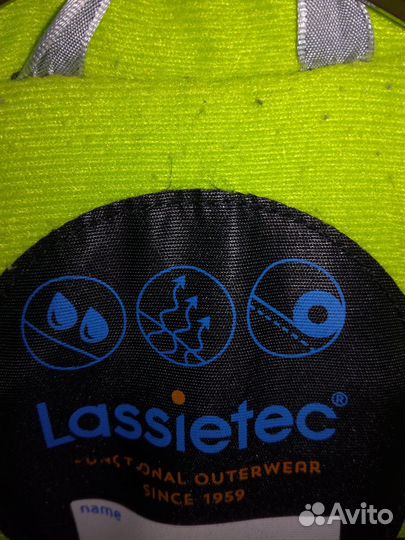 Lassietec®
FUNCTIONAL OUTERWEAR
SINCE 1959
name
Avito